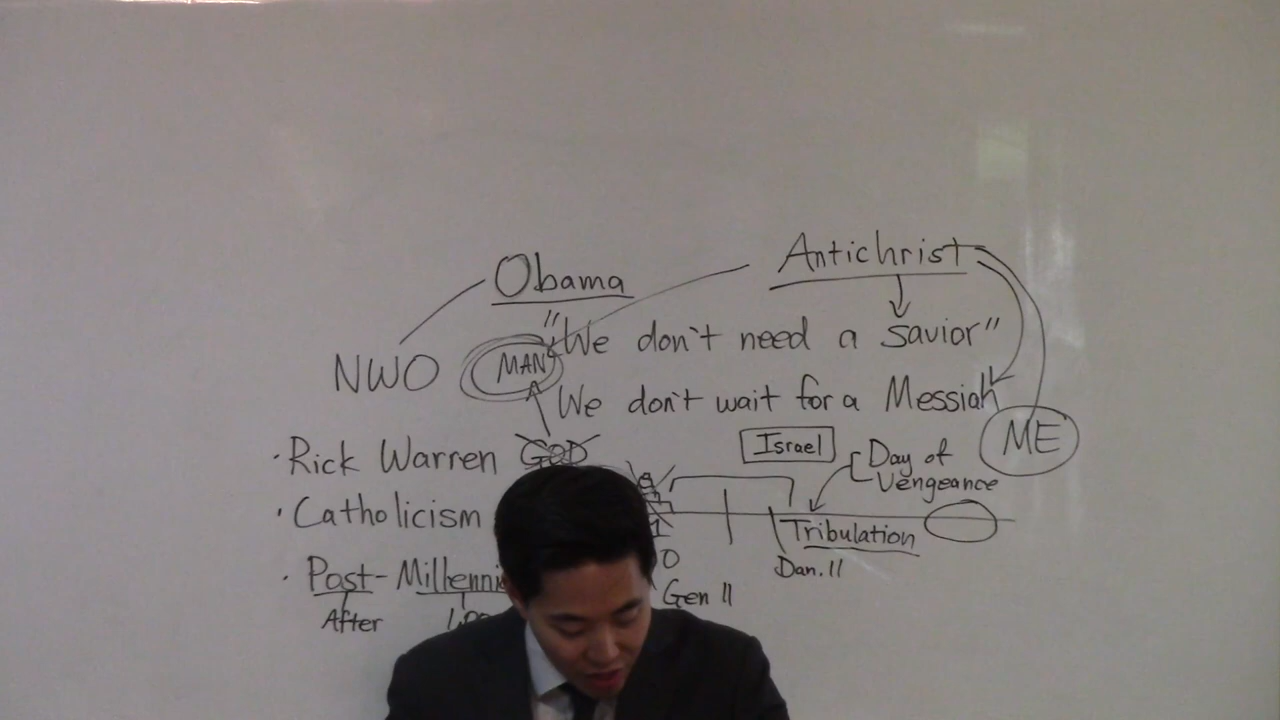 Obama Antichrist
"We don't need a savior"
NWO MAN
We don't wait for a Messiah
ME
· Rick Warren GOD Israel Day of
Vengeance
· Catholicism
Tribulation
Dan. 11
· Post-Millenni
Gen 11
After